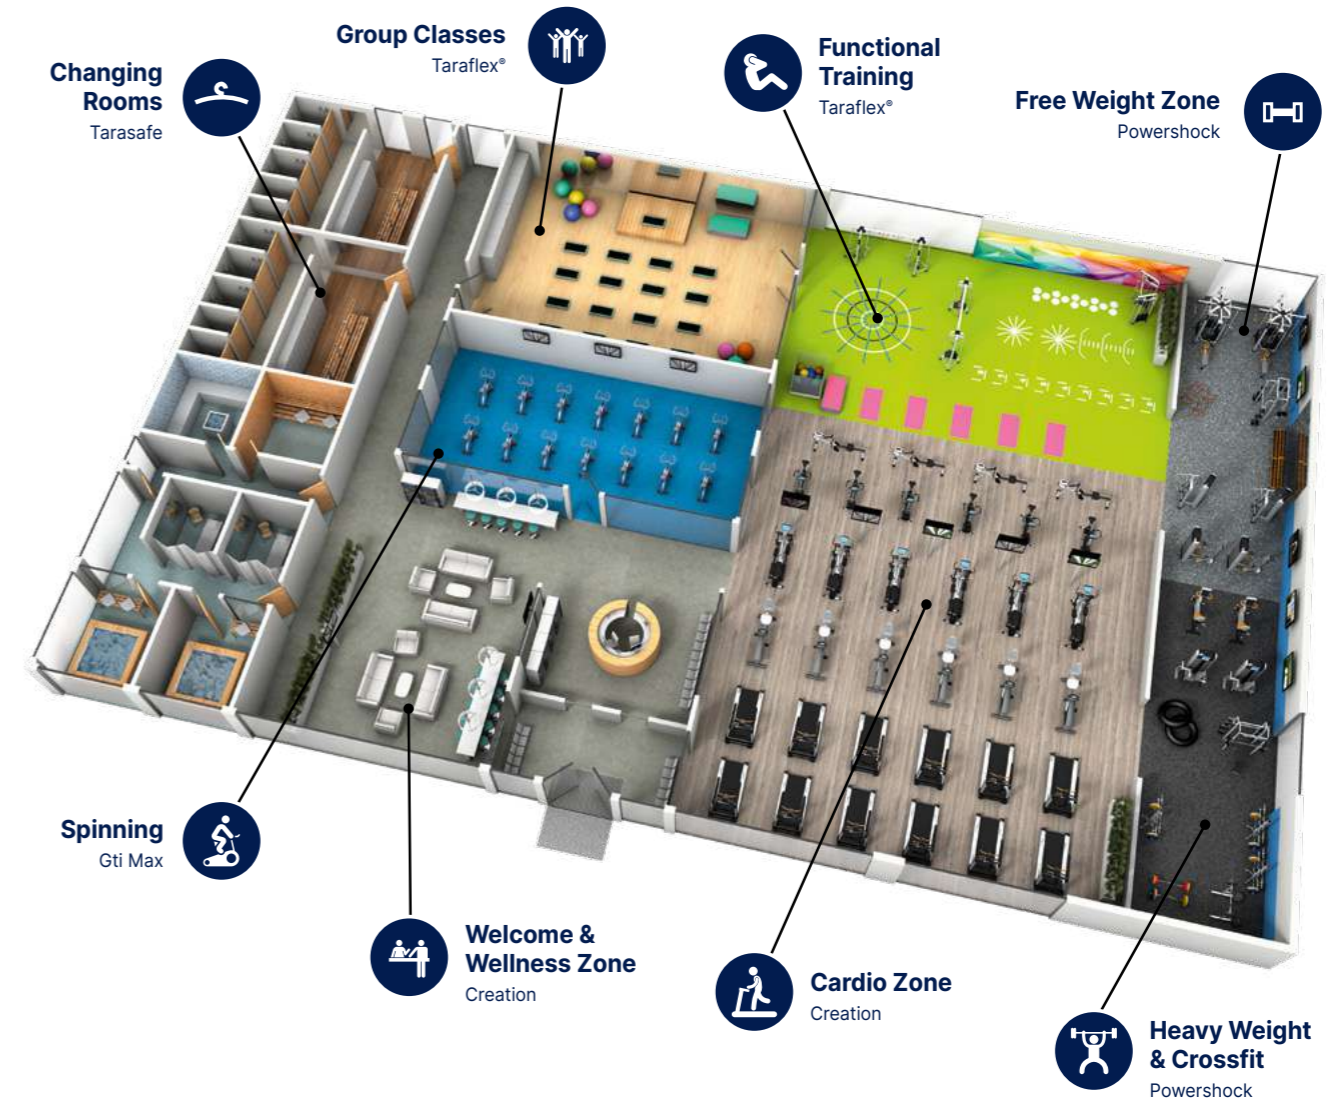 Group Classes
Taraflex®
Changing
Rooms
Tarasafe
Functional
Training
Taraflex®
Free Weight Zone
Powershock
Spinning
Gti Max
Welcome &
Wellness Zone
Creation
Cardio Zone
Creation
Heavy Weight
& Crossfit
Powershock